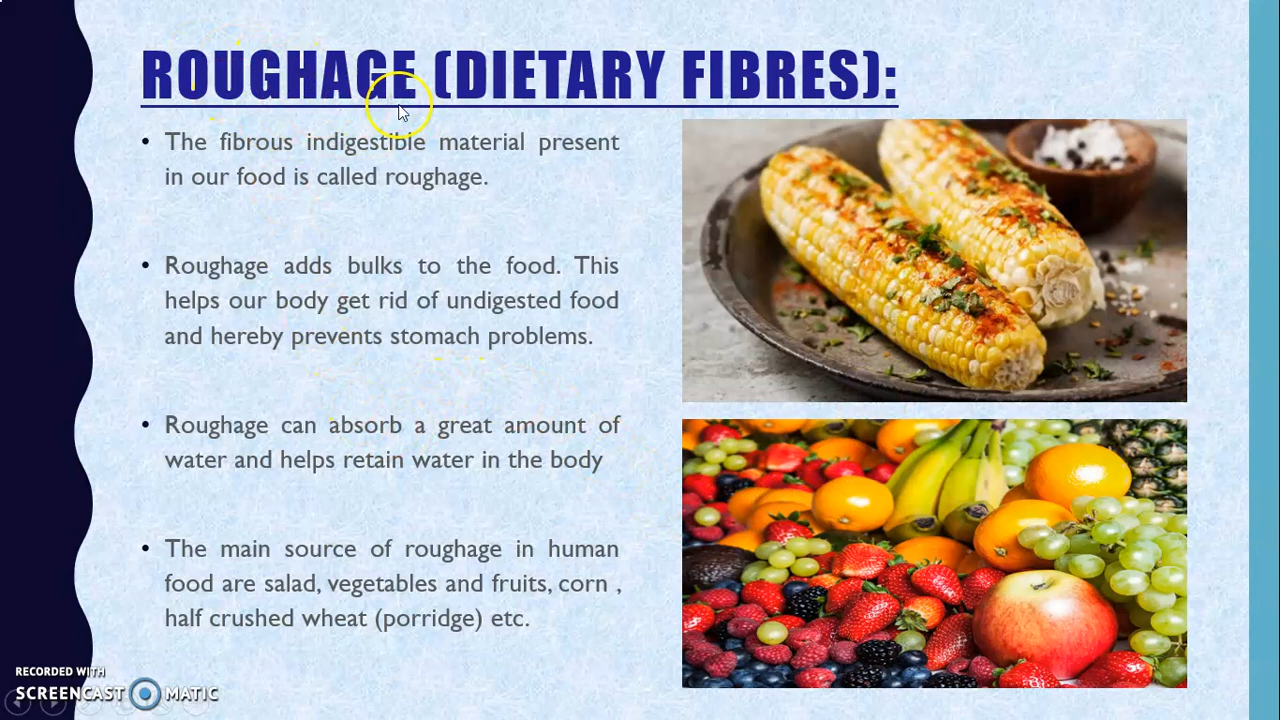 ROUGHAGE (DIETARY FIBRES):
• The fibrous indigestible material present
in our food is called roughage.
• Roughage adds bulks to the food. This
helps our body get rid of undigested food
and hereby prevents stomach problems.
• Roughage can absorb a great amount of
water and helps retain water in the body
• The main source of roughage in human
food are salad, vegetables and fruits, corn ,
half crushed wheat (porridge) etc.
RECORDED WITH
SCREENCAST MATIC